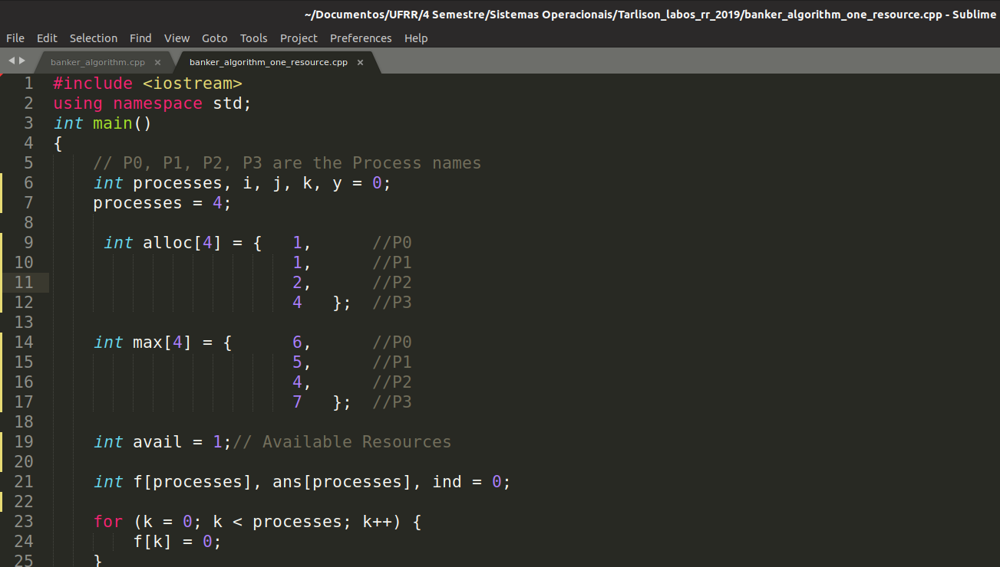 ~/Documentos/UFRR/4 Semestre/Sistemas Operacionais/Tarlison_labos_rr_2019/banker_algorithm_one_resource.cpp - Sublime
File Edit Selection Find View Goto Tools Project Preferences Help
banker_algorithm.cpp × banker_algorithm_one_resource.cpp ×
1 #include <iostream>
2 using namespace std;
3 int main()
4 {
5 // P0, P1, P2, P3 are the Process names
6 int processes, i, j, k, y = 0;
7 processes = 4;
8
9 int alloc[4] = { 1, //P0
10 1, //P1
11 2, //P2
12 4 }; //P3
13
14 int max[4] = { 6, //P0
15 5, //P1
16 4, //P2
17 7 }; //P3
18
19 int avail = 1;// Available Resources
20
21 int f[processes], ans[processes], ind = 0;
22
23 for (k = 0; k < processes; k++) {
24 f[k] = 0;
25 }